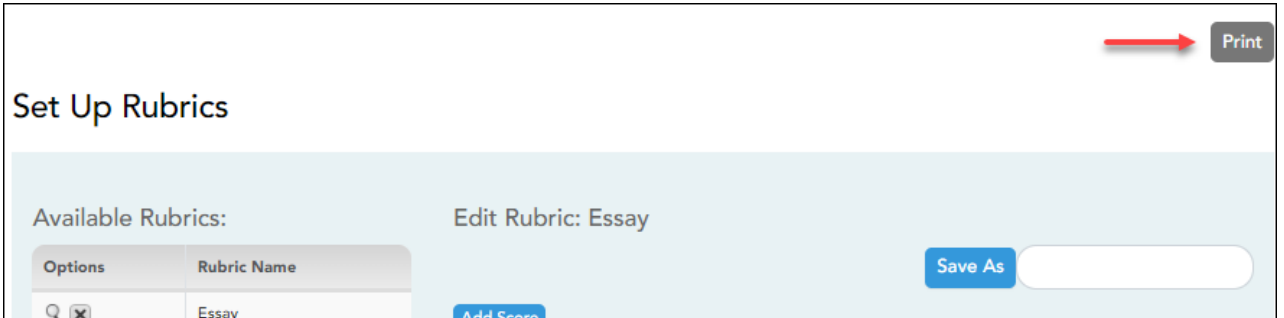 Print
Set Up Rubrics
Available Rubrics:
Edit Rubric: Essay
Options
Rubric Name
Save As
Essay
Add Score